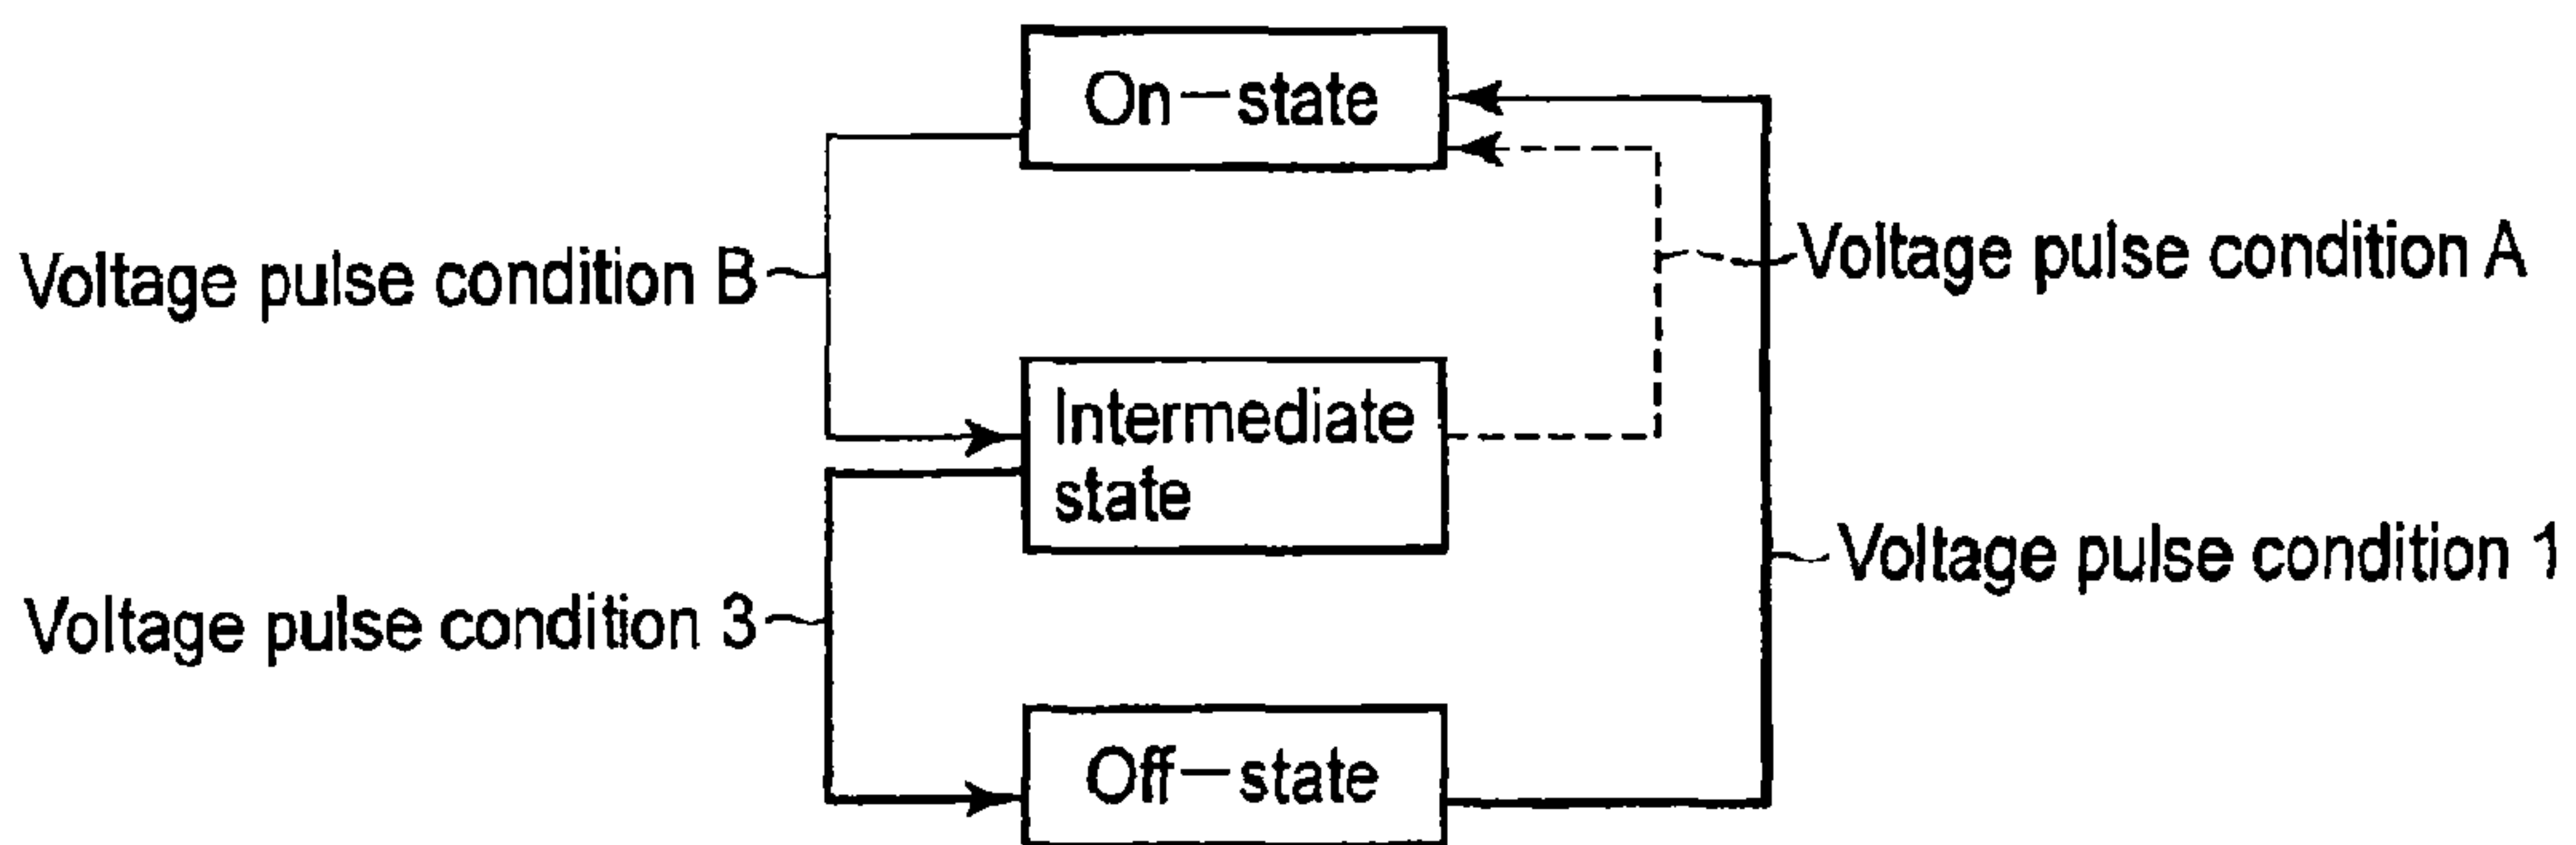 On-state
Voltage pulse condition B
Voltage pulse condition A
Intermediate
state
Voltage pulse condition 1
Voltage pulse condition 3
Off-state